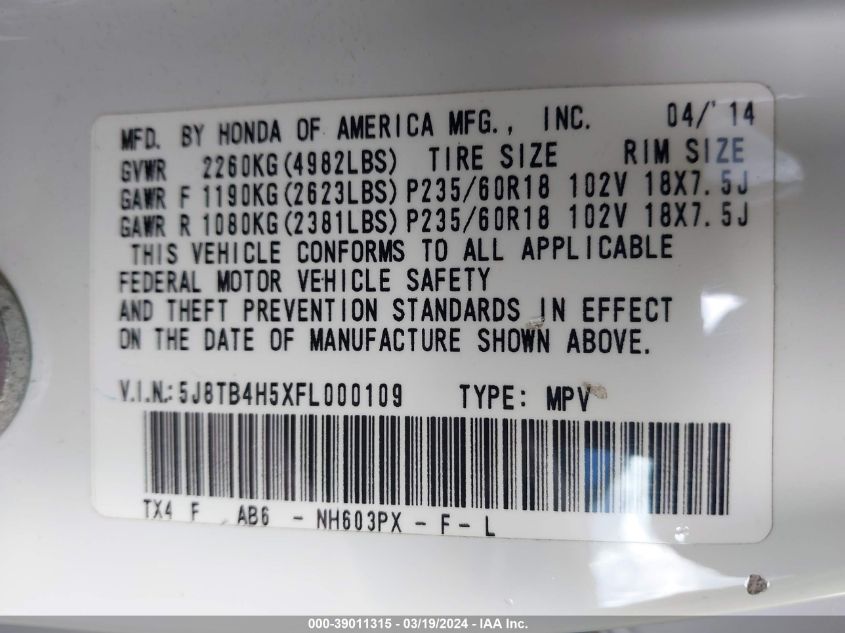 MFD. BY HONDA OF AMERICA MFG., INC. 04/'14
GVWR 2260KG(4982LBS) TIRE SIZE RIM SIZE
GAWR F 1190KG(2623LBS) P235/60R18 102V 18X7.5J
GAWR R 1080KG(2381LBS) P235/60R18 102V 18X7.5J
THIS VEHICLE CONFORMS TO ALL APPLICABLE
FEDERAL MOTOR VEHICLE SAFETY
AND THEFT PREVENTION STANDARDS IN EFFECT
ON THE DATE OF MANUFACTURE SHOWN ABOVE.
V.I.N.: 5J8TB4H5XFL000109 TYPE: MPV
TX4 F AB6 - NH603PX - F - L
000-39011315 - 03/19/2024 - IAA Inc.